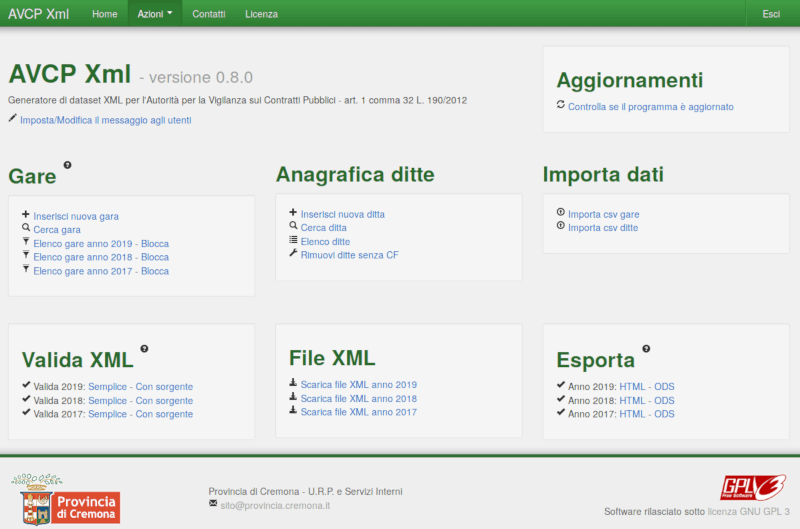 AVCP Xml Home Azioni Contatti Licenza Esci
AVCP Xml - versione 0.8.0
Generatore di dataset XML per l'Autorità per la Vigilanza sui Contratti Pubblici - art. 1 comma 32 L. 190/2012
Imposta/Modifica il messaggio agli utenti
Aggiornamenti
Controlla se il programma è aggiornato
Gare
Inserisci nuova gara
Cerca gara
Elenco gare anno 2019 - Blocca
Elenco gare anno 2018 - Blocca
Elenco gare anno 2017 - Blocca
Anagrafica ditte
Inserisci nuova ditta
Cerca ditta
Elenco ditte
Rimuovi ditte senza CF
Importa dati
Importa csv gare
Importa csv ditte
Valida XML
Valida 2019: Semplice - Con sorgente
Valida 2018: Semplice - Con sorgente
Valida 2017: Semplice - Con sorgente
File XML
Scarica file XML anno 2019
Scarica file XML anno 2018
Scarica file XML anno 2017
Esporta
Anno 2019: HTML - ODS
Anno 2018: HTML - ODS
Anno 2017: HTML - ODS
Provincia
di Cremona
Provincia di Cremona - U.R.P. e Servizi Interni
sito@provincia.cremona.it
GPLV3
Free Software
Software rilasciato sotto licenza GNU GPL 3